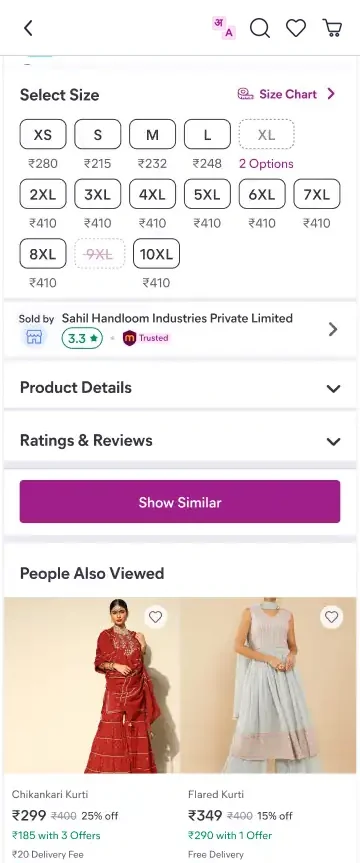 अ A
Select Size
Size Chart
XS S M L XL
₹280 ₹215 ₹232 ₹248 2 Options
2XL 3XL 4XL 5XL 6XL 7XL
₹410 ₹410 ₹410 ₹410 ₹410 ₹410
8XL 9XL 10XL
₹410 ₹410
Sold by Sahil Handloom Industries Private Limited
3.3 ★ • m Trusted
Product Details
Ratings & Reviews
Show Similar
People Also Viewed
Chikankari Kurti
₹299 ₹400 25% off
₹185 with 3 Offers
₹20 Delivery Fee
Flared Kurti
₹349 ₹400 15% off
₹290 with 1 Offer
Free Delivery